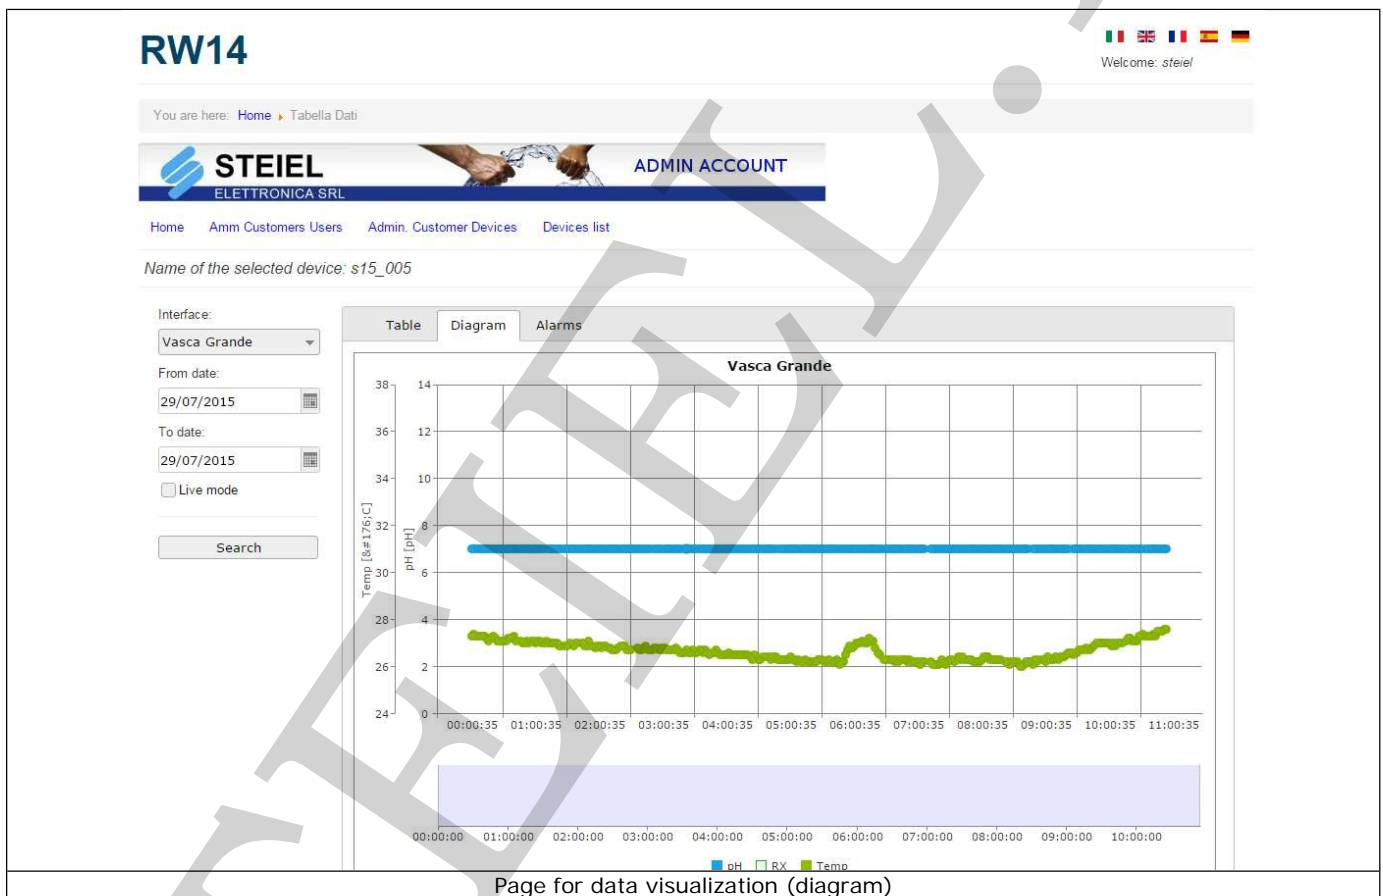 RW14
Welcome: steiel
You are here: Home Tabella Dati
STEIEL
ELETTRONICA SRL
ADMIN ACCOUNT
Home Amm Customers Users Admin. Customer Devices Devices list
Name of the selected device: s15_005
Interface:
Vasca Grande
From date:
29/07/2015
To date:
29/07/2015
Live mode
Search
Table Diagram Alarms
Vasca Grande
38 14
36 12
34 10
32 8
30 6
28 4
26 2
24 0
Temp [&#176;C]
pH [pH]
00:00:35 01:00:35 02:00:35 03:00:35 04:00:35 05:00:35 06:00:35 07:00:35 08:00:35 09:00:35 10:00:35 11:00:35
00:00:00 01:00:00 02:00:00 03:00:00 04:00:00 05:00:00 06:00:00 07:00:00 08:00:00 09:00:00 10:00:00
pH RX Temp
Page for data visualization (diagram)